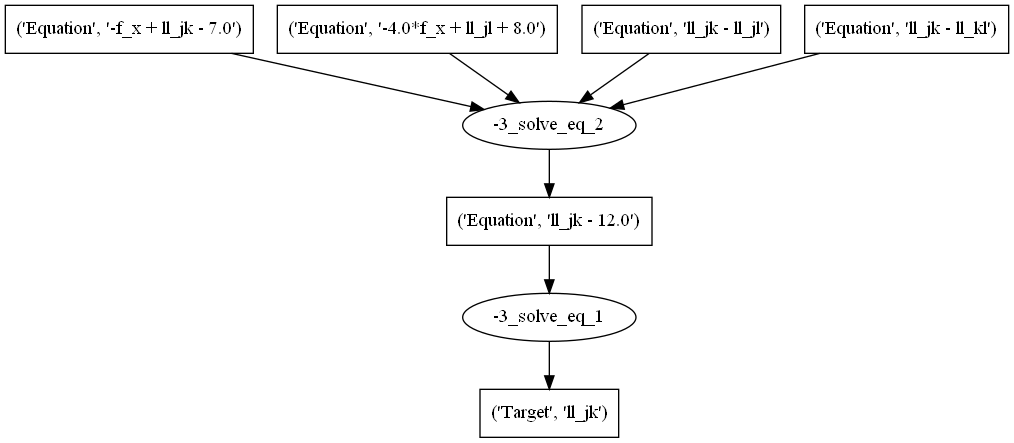 ('Equation', '-f_x + ll_jk - 7.0')
('Equation', '-4.0*f_x + ll_jl + 8.0')
('Equation', 'll_jk - ll_jl')
('Equation', 'll_jk - ll_kl')
-3_solve_eq_2
('Equation', 'll_jk - 12.0')
-3_solve_eq_1
('Target', 'll_jk')